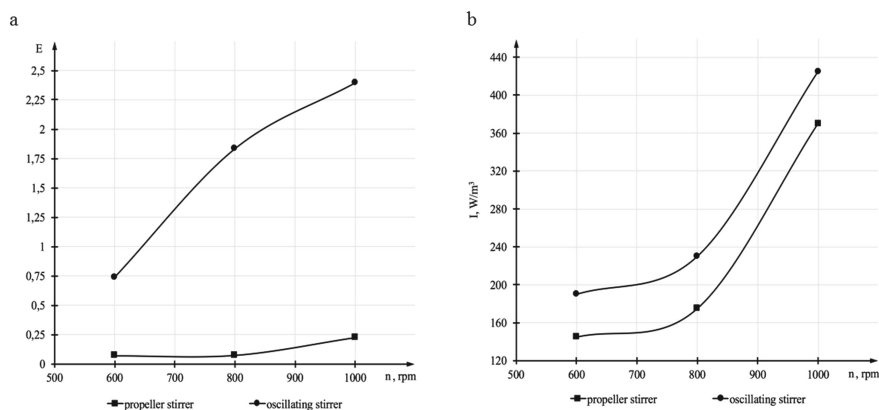 a
E
2,5
2,25
2
1,75
1,5
1,25
1
0,75
0,5
0,25
0
500 600 700 800 900 1000 n, rpm
propeller stirrer oscillating stirrer
b
I, W/m³
440
400
360
320
280
240
200
160
120
500 600 700 800 900 1000 n, rpm
propeller stirrer oscillating stirrer